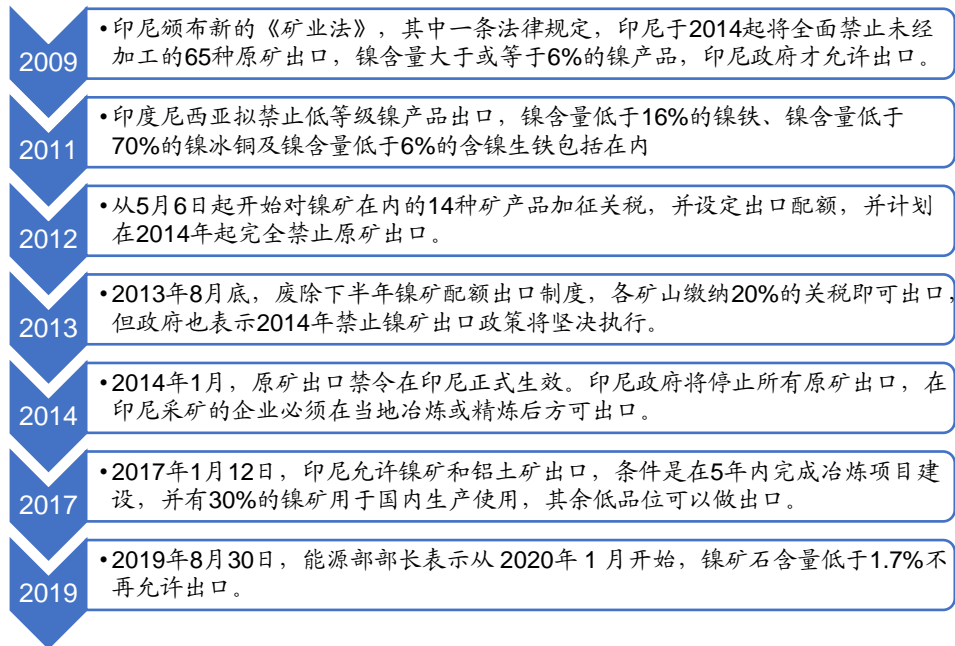 2009
•印尼颁布新的《矿业法》，其中一条法律规定，印尼于2014起将全面禁止未经
加工的65种原矿出口，镍含量大于或等于6%的镍产品，印尼政府才允许出口。
2011
•印度尼西亚拟禁止低等级镍产品出口，镍含量低于16%的镍铁、镍含量低于
70%的镍冰铜及镍含量低于6%的含镍生铁包括在内
2012
•从5月6日起开始对镍矿在内的14种矿产品加征关税，并设定出口配额，并计划
在2014年起完全禁止原矿出口。
2013
•2013年8月底，废除下半年镍矿配额出口制度，各矿山缴纳20%的关税即可出口，
但政府也表示2014年禁止镍矿出口政策将坚决执行。
2014
•2014年1月，原矿出口禁令在印尼正式生效。印尼政府将停止所有原矿出口，在
印尼采矿的企业必须在当地冶炼或精炼后方可出口。
2017
•2017年1月12日，印尼允许镍矿和铝土矿出口，条件是在5年内完成冶炼项目建
设，并有30%的镍矿用于国内生产使用，其余低品位可以做出口。
2019
•2019年8月30日，能源部部长表示从 2020年 1 月开始，镍矿石含量低于1.7%不
再允许出口。